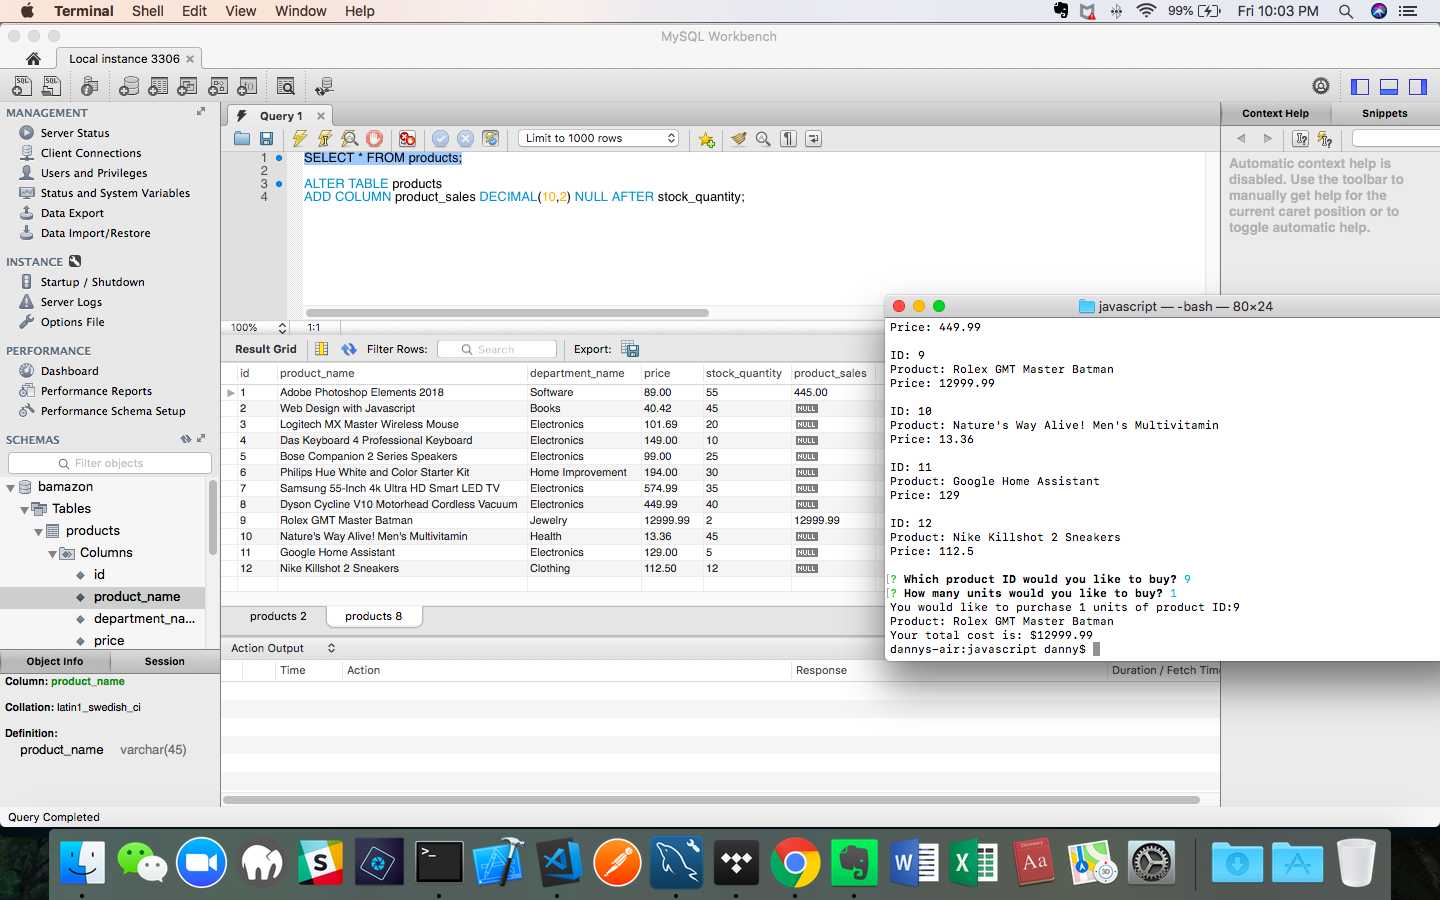 Terminal Shell Edit View Window Help 99% Fri 10:03 PM
MySQL Workbench
Local instance 3306
MANAGEMENT
Server Status
Client Connections
Users and Privileges
Status and System Variables
Data Export
Data Import/Restore
INSTANCE
Startup / Shutdown
Server Logs
Options File
PERFORMANCE
Dashboard
Performance Reports
Performance Schema Setup
SCHEMAS
Filter objects
bamazon
Tables
products
Columns
id
product_name
department_na...
price
Object Info Session
Column: product_name
Collation: latin1_swedish_ci
Definition:
product_name varchar(45)
Query Completed
Query 1
Limit to 1000 rows
1 SELECT * FROM products;
2
3 ALTER TABLE products
4 ADD COLUMN product_sales DECIMAL(10,2) NULL AFTER stock_quantity;
100% 1:1
Result Grid Filter Rows: Search Export:
id product_name department_name price stock_quantity product_sales
1 Adobe Photoshop Elements 2018 Software 89.00 55 445.00
2 Web Design with Javascript Books 40.42 45 NULL
3 Logitech MX Master Wireless Mouse Electronics 101.69 20 NULL
4 Das Keyboard 4 Professional Keyboard Electronics 149.00 10 NULL
5 Bose Companion 2 Series Speakers Electronics 99.00 25 NULL
6 Philips Hue White and Color Starter Kit Home Improvement 194.00 30 NULL
7 Samsung 55-Inch 4k Ultra HD Smart LED TV Electronics 574.99 35 NULL
8 Dyson Cycline V10 Motorhead Cordless Vacuum Electronics 449.99 40 NULL
9 Rolex GMT Master Batman Jewelry 12999.99 2 12999.99
10 Nature's Way Alive! Men's Multivitamin Health 13.36 45 NULL
11 Google Home Assistant Electronics 129.00 5 NULL
12 Nike Killshot 2 Sneakers Clothing 112.50 12 NULL
products 2 products 8
Action Output
Time Action Response Duration / Fetch Time
Context Help Snippets
Automatic context help is
disabled. Use the toolbar to
manually get help for the
current caret position or to
toggle automatic help.
javascript — -bash — 80×24
Price: 449.99
ID: 9
Product: Rolex GMT Master Batman
Price: 12999.99
ID: 10
Product: Nature's Way Alive! Men's Multivitamin
Price: 13.36
ID: 11
Product: Google Home Assistant
Price: 129
ID: 12
Product: Nike Killshot 2 Sneakers
Price: 112.5
[? Which product ID would you like to buy? 9
[? How many units would you like to buy? 1
You would like to purchase 1 units of product ID:9
Product: Rolex GMT Master Batman
Your total cost is: $12999.99
dannys-air:javascript danny$